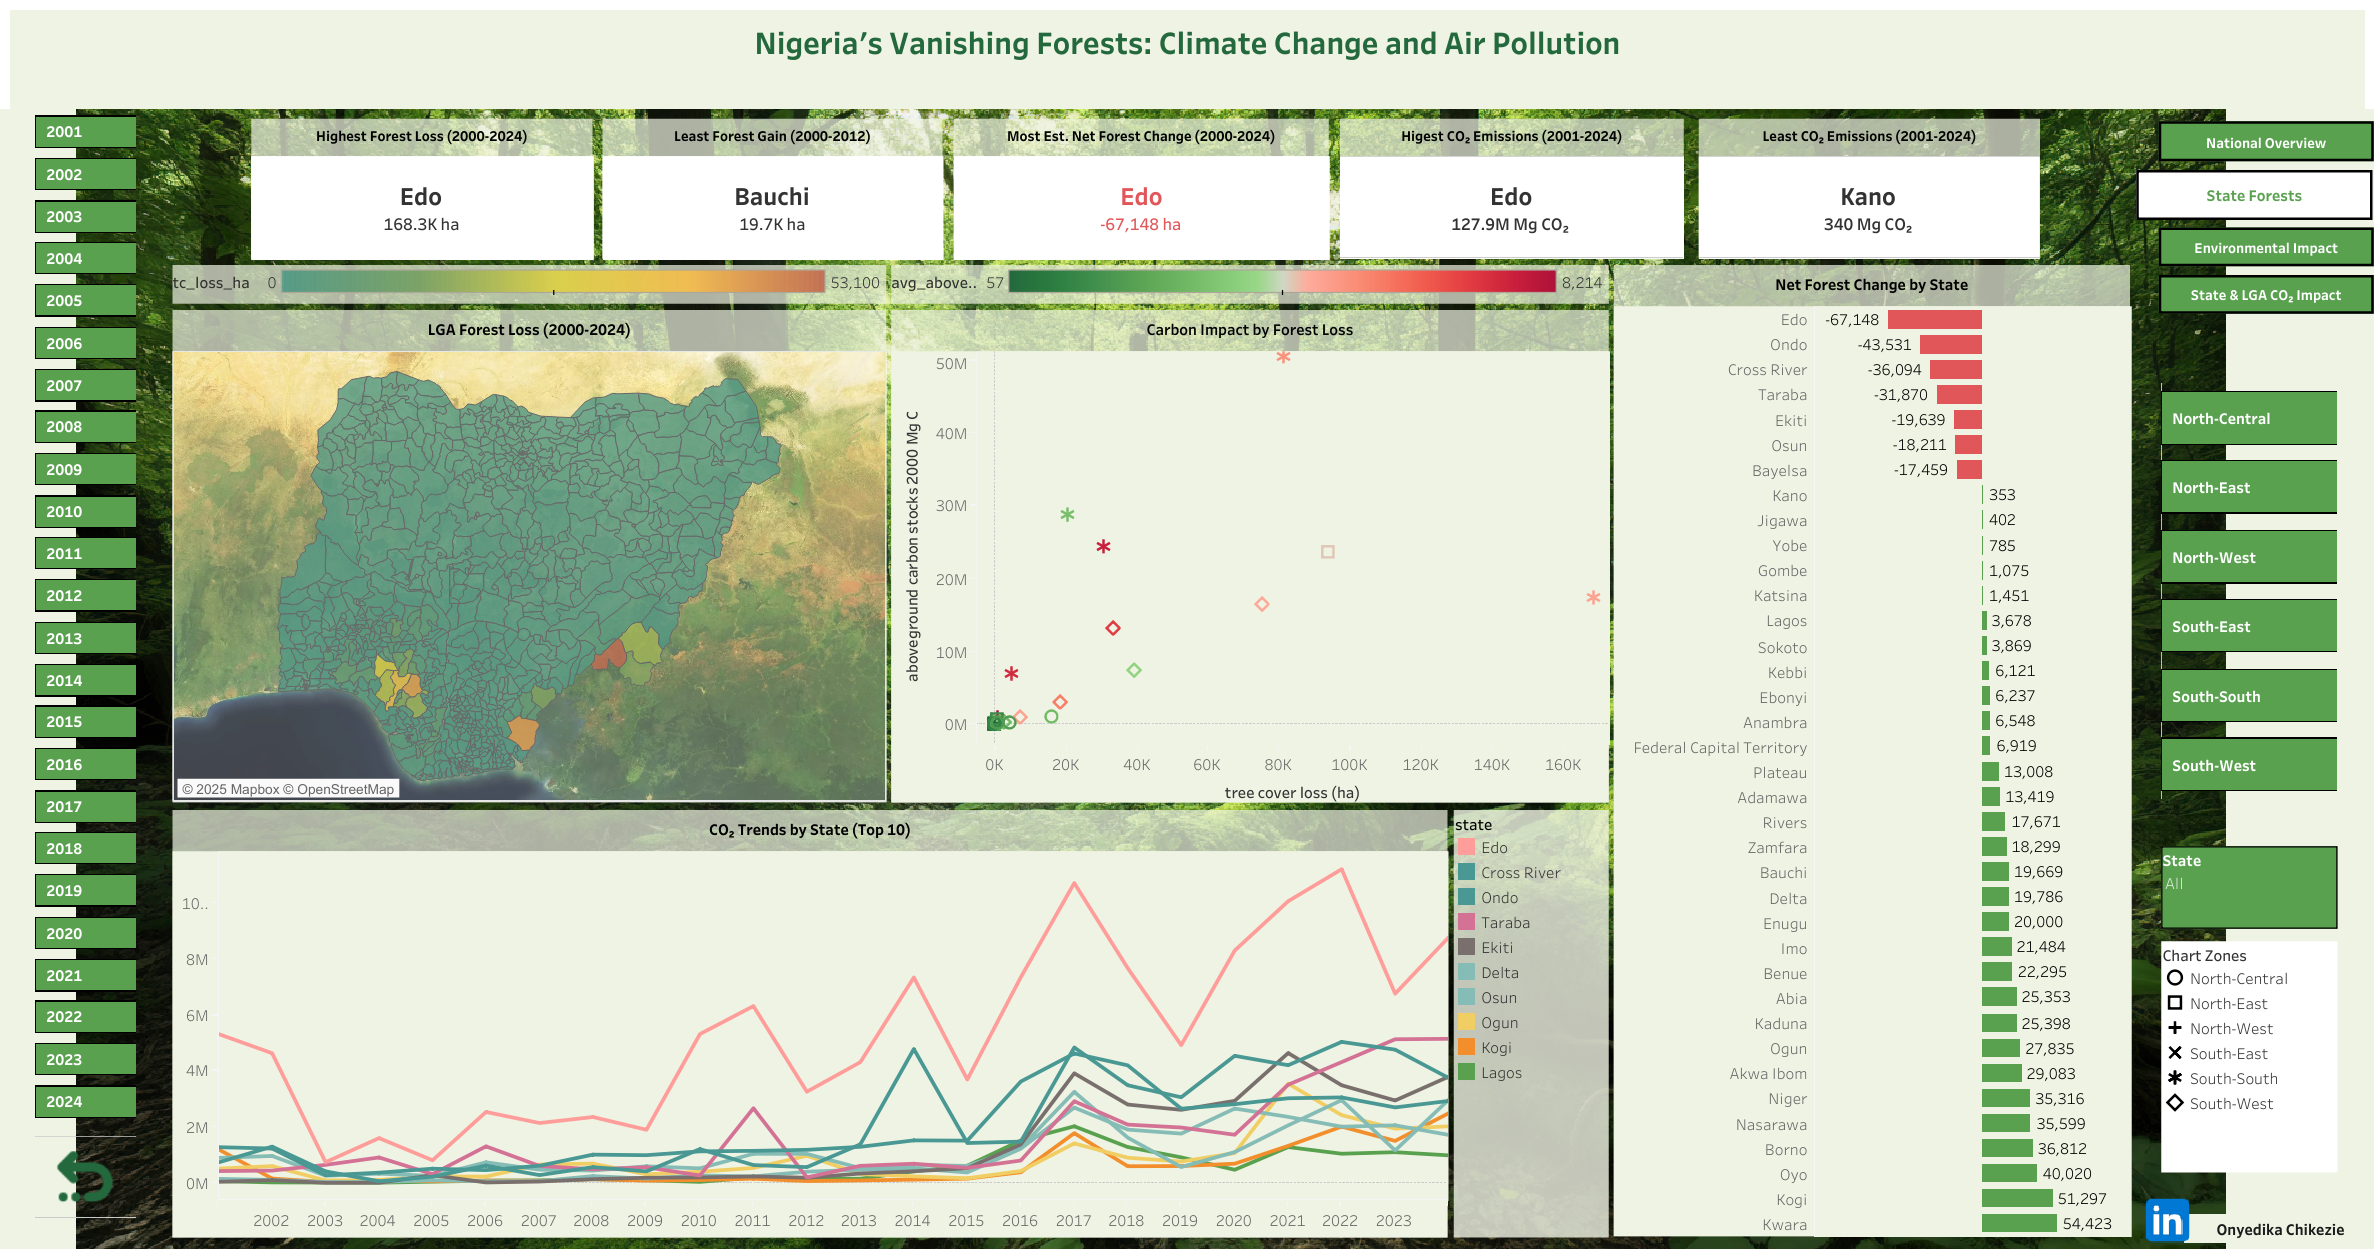 Nigeria's Vanishing Forests: Climate Change and Air Pollution
2001
2002
2003
2004
2005
2006
2007
2008
2009
2010
2011
2012
2013
2014
2015
2016
2017
2018
2019
2020
2021
2022
2023
2024
Highest Forest Loss (2000-2024)
Edo
168.3K ha
Least Forest Gain (2000-2012)
Bauchi
19.7K ha
Most Est. Net Forest Change (2000-2024)
Edo
-67,148 ha
Higest CO₂ Emissions (2001-2024)
Edo
127.9M Mg CO₂
Least CO₂ Emissions (2001-2024)
Kano
340 Mg CO₂
tc_loss_ha 0 53,100
avg_above.. 57 8,214
LGA Forest Loss (2000-2024)
© 2025 Mapbox © OpenStreetMap
Carbon Impact by Forest Loss
aboveground carbon stocks 2000 Mg C
50M
40M
30M
20M
10M
0M
0K 20K 40K 60K 80K 100K 120K 140K 160K
tree cover loss (ha)
CO₂ Trends by State (Top 10)
10..
8M
6M
4M
2M
0M
2002 2003 2004 2005 2006 2007 2008 2009 2010 2011 2012 2013 2014 2015 2016 2017 2018 2019 2020 2021 2022 2023
state
Edo
Cross River
Ondo
Taraba
Ekiti
Delta
Osun
Ogun
Kogi
Lagos
Net Forest Change by State
Edo -67,148
Ondo -43,531
Cross River -36,094
Taraba -31,870
Ekiti -19,639
Osun -18,211
Bayelsa -17,459
Kano 353
Jigawa 402
Yobe 785
Gombe 1,075
Katsina 1,451
Lagos 3,678
Sokoto 3,869
Kebbi 6,121
Ebonyi 6,237
Anambra 6,548
Federal Capital Territory 6,919
Plateau 13,008
Adamawa 13,419
Rivers 17,671
Zamfara 18,299
Bauchi 19,669
Delta 19,786
Enugu 20,000
Imo 21,484
Benue 22,295
Abia 25,353
Kaduna 25,398
Ogun 27,835
Akwa Ibom 29,083
Niger 35,316
Nasarawa 35,599
Borno 36,812
Oyo 40,020
Kogi 51,297
Kwara 54,423
National Overview
State Forests
Environmental Impact
State & LGA CO₂ Impact
North-Central
North-East
North-West
South-East
South-South
South-West
State
All
Chart Zones
North-Central
North-East
North-West
South-East
South-South
South-West
in
Onyedika Chikezie